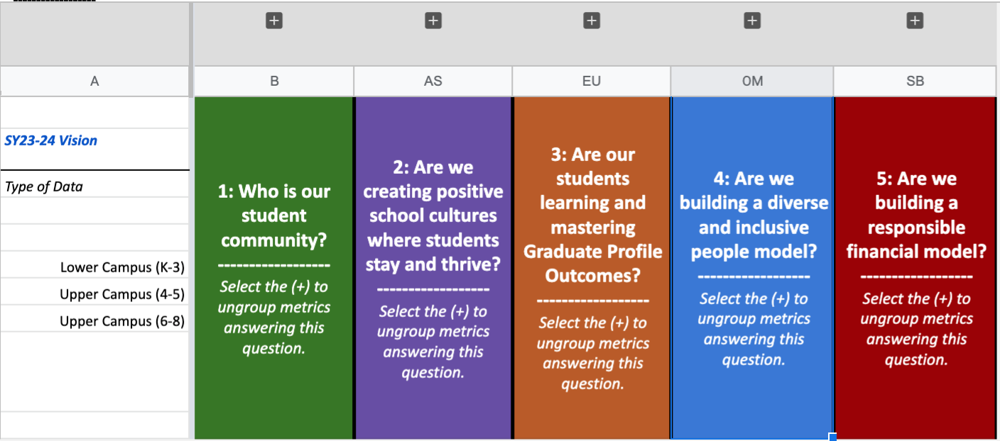 A
B
AS
EU
OM
SB
SY23-24 Vision
Type of Data
Lower Campus (K-3)
Upper Campus (4-5)
Upper Campus (6-8)
1: Who is our
student
community?
------------------
Select the (+) to
ungroup metrics
answering this
question.
2: Are we
creating positive
school cultures
where students
stay and thrive?
------------------
Select the (+) to
ungroup metrics
answering this
question.
3: Are our
students
learning and
mastering
Graduate Profile
Outcomes?
------------------
Select the (+) to
ungroup metrics
answering this
question.
4: Are we
building a diverse
and inclusive
people model?
------------------
Select the (+) to
ungroup metrics
answering this
question.
5: Are we
building a
responsible
financial model?
------------------
Select the (+) to
ungroup metrics
answering this
question.